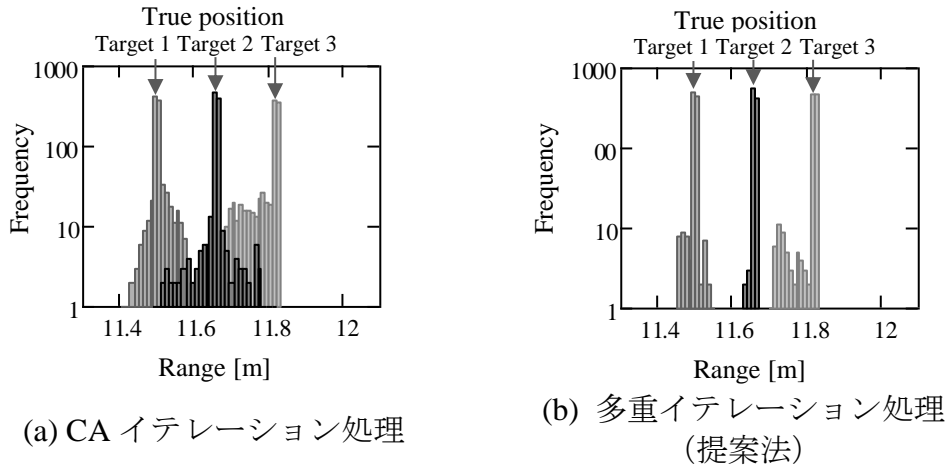 True position
Target 1 Target 2 Target 3
1000
100
10
1
Frequency
11.4 11.6 11.8 12
Range [m]
(a) CA イテレーション処理
True position
Target 1 Target 2 Target 3
1000
00
10
1
Frequency
11.4 11.6 11.8 12
Range [m]
(b) 多重イテレーション処理
（提案法）